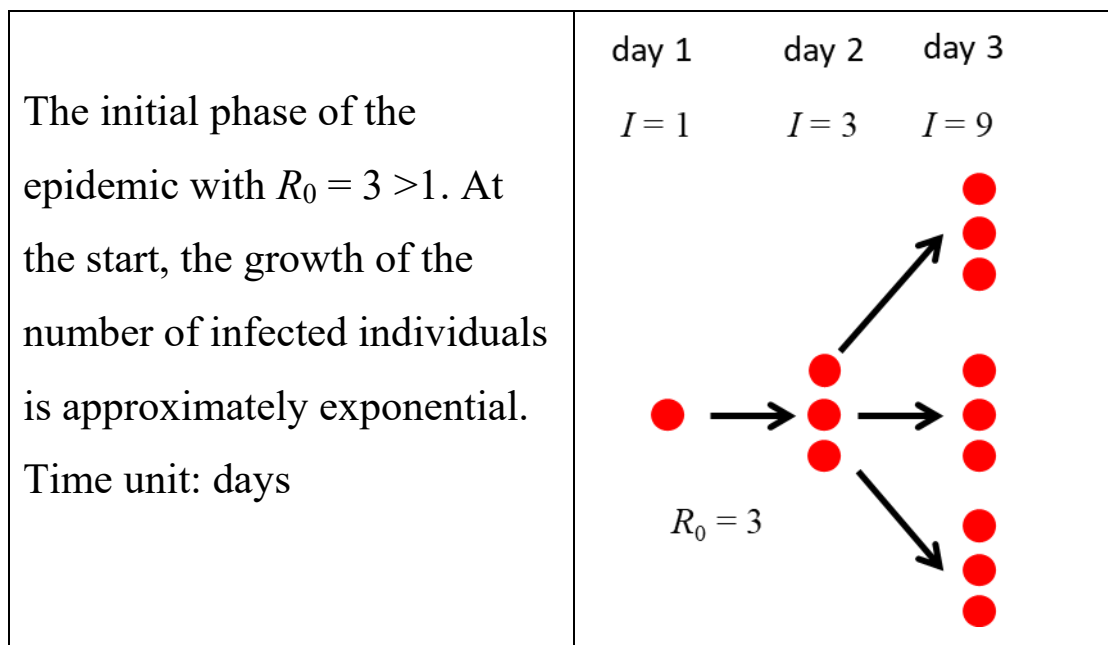 The initial phase of the
epidemic with R₀ = 3 >1. At
the start, the growth of the
number of infected individuals
is approximately exponential.
Time unit: days
day 1 day 2 day 3
I = 1 I = 3 I = 9
R₀ = 3